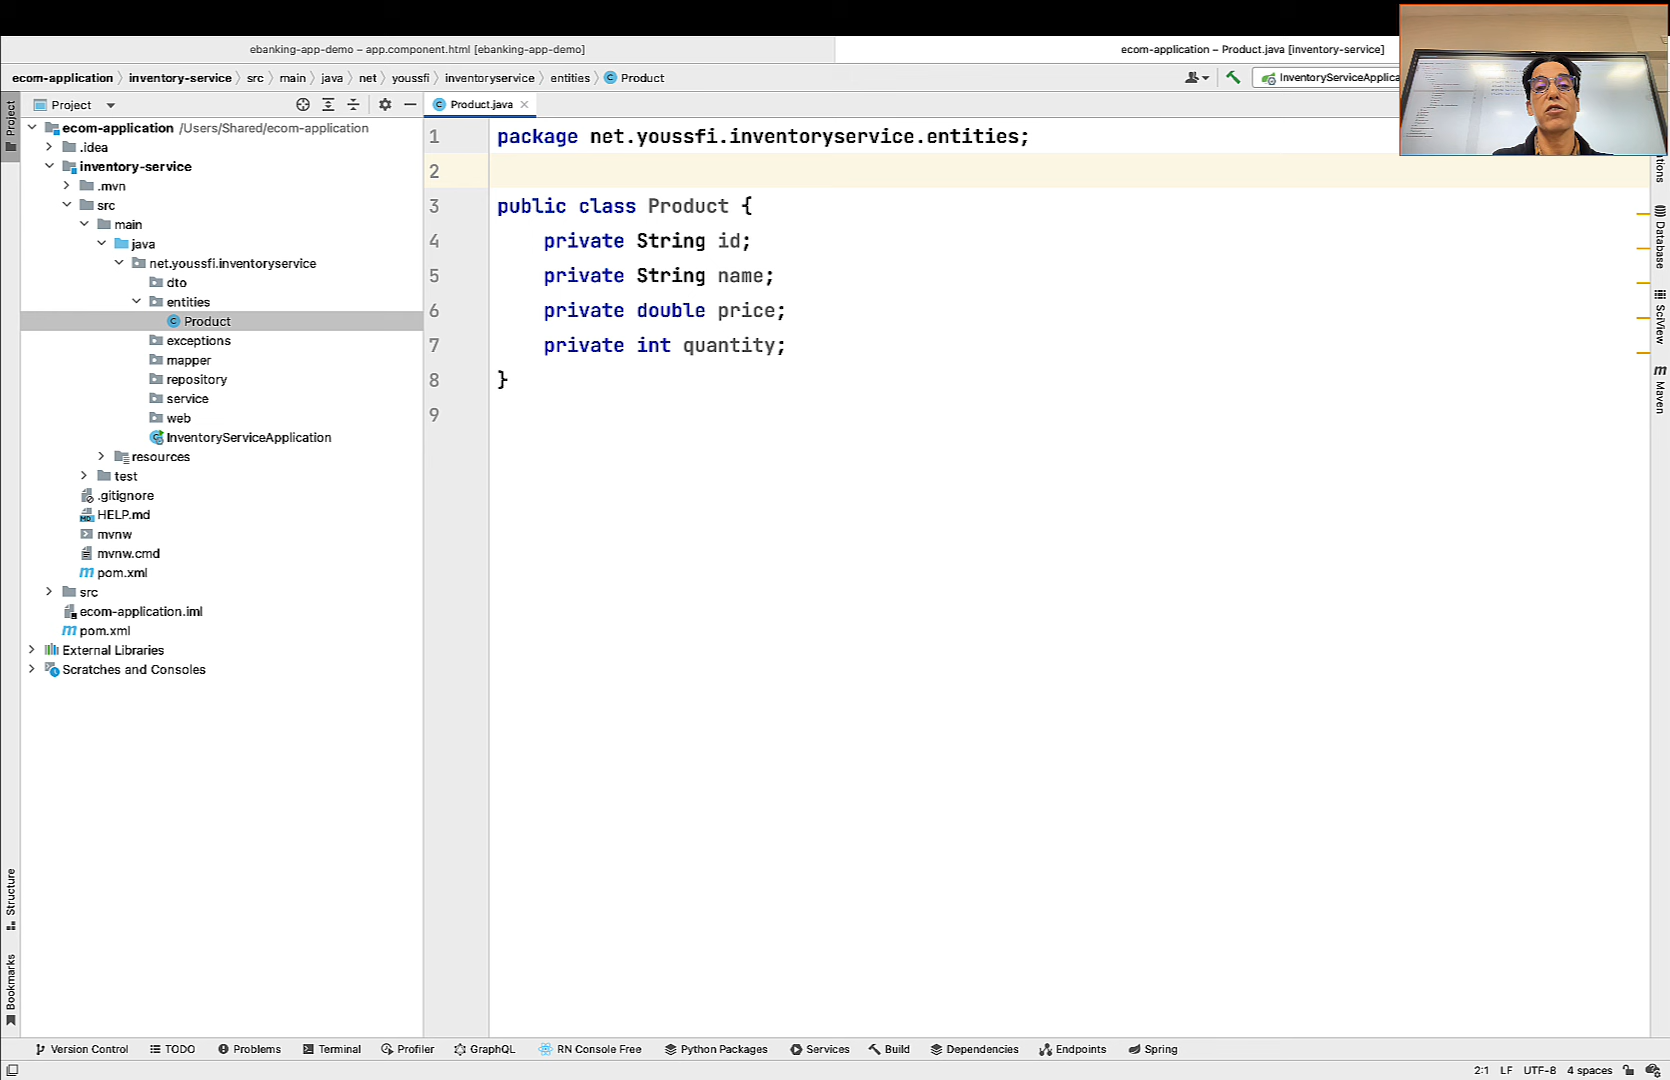 ebanking-app-demo – app.component.html [ebanking-app-demo]
ecom-application – Product.java [inventory-service]
ecom-application inventory-service src main java net youssfi inventoryservice entities Product
InventoryServiceApplica
Project
Project
Product.java
ecom-application /Users/Shared/ecom-application
.idea
inventory-service
.mvn
src
main
java
net.youssfi.inventoryservice
dto
entities
Product
exceptions
mapper
repository
service
web
InventoryServiceApplication
resources
test
.gitignore
HELP.md
mvnw
mvnw.cmd
pom.xml
src
ecom-application.iml
pom.xml
External Libraries
Scratches and Consoles
1 package net.youssfi.inventoryservice.entities;
2
3 public class Product {
4 private String id;
5 private String name;
6 private double price;
7 private int quantity;
8 }
9
Database
SciView
Maven
Structure
Bookmarks
Version Control TODO Problems Terminal Profiler GraphQL RN Console Free Python Packages Services Build Dependencies Endpoints Spring
2:1 LF UTF-8 4 spaces